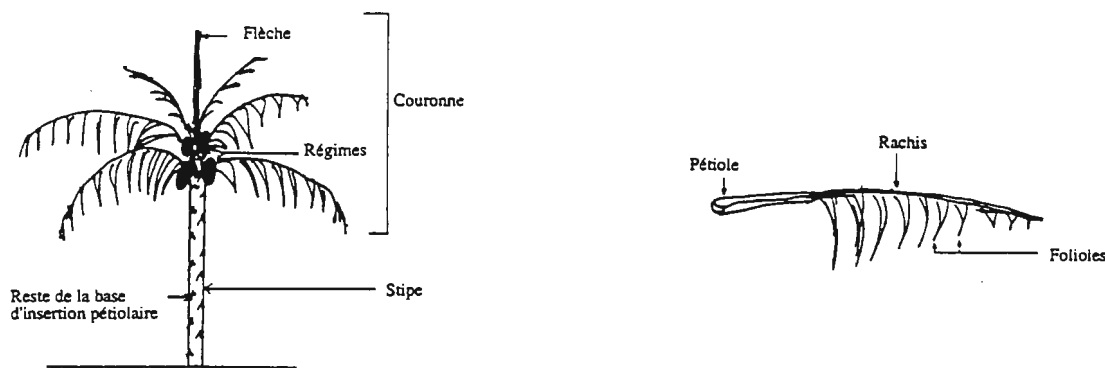 Flèche
Couronne
Régimes
Reste de la base
d'insertion pétiolaire
Stipe
Rachis
Pétiole
Folioles